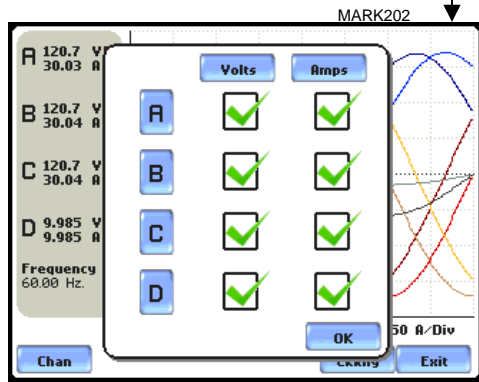 MARK202
A 120.7 V
30.03 A
B 120.7 V
30.04 A
C 120.7 V
30.04 A
D 9.985 V
9.985 A
Frequency
60.00 Hz.
Volts Amps
A
B
C
D
OK
50 A/Div
Chan Exit